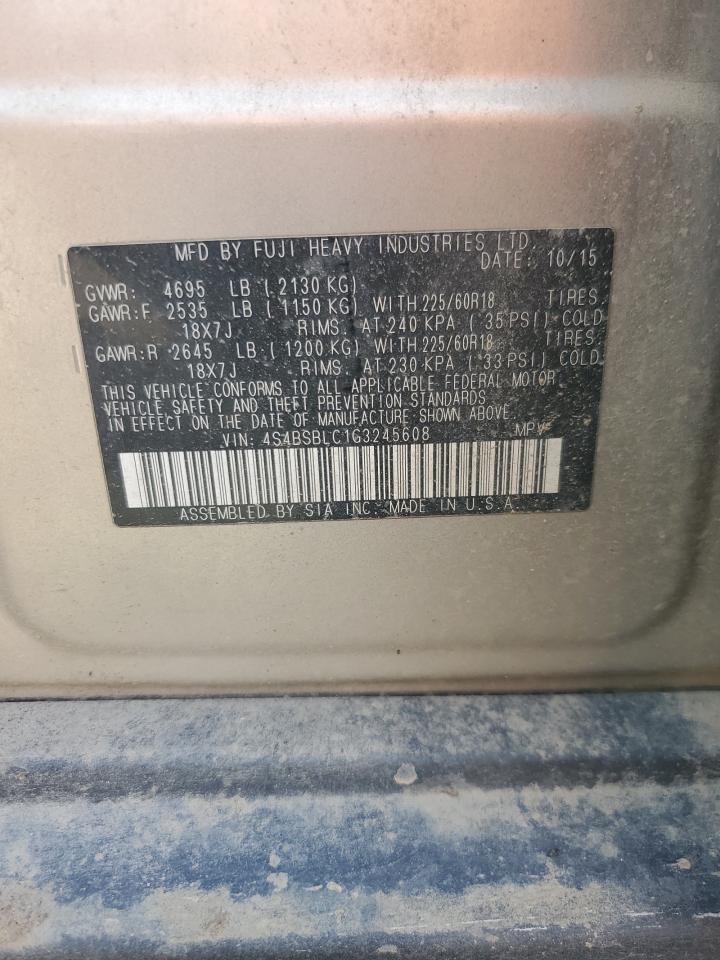 MFD BY FUJI HEAVY INDUSTRIES LTD.
DATE: 10/15
GVWR: 4695 LB ( 2130 KG)
GAWR:F 2535 LB ( 1150 KG) WITH 225/60R18 TIRES.
18X7J RIMS. AT 240 KPA ( 35 PSI) COLD
GAWR:R 2645 LB ( 1200 KG) WITH 225/60R18 TIRES.
18X7J RIMS. AT 230 KPA ( 33 PSI) COLD.
THIS VEHICLE CONFORMS TO ALL APPLICABLE FEDERAL MOTOR
VEHICLE SAFETY AND THEFT PREVENTION STANDARDS
IN EFFECT ON THE DATE OF MANUFACTURE SHOWN ABOVE.
VIN: 4S4BSBLC1G3245608 MPV
ASSEMBLED BY SIA INC. MADE IN U.S.A.